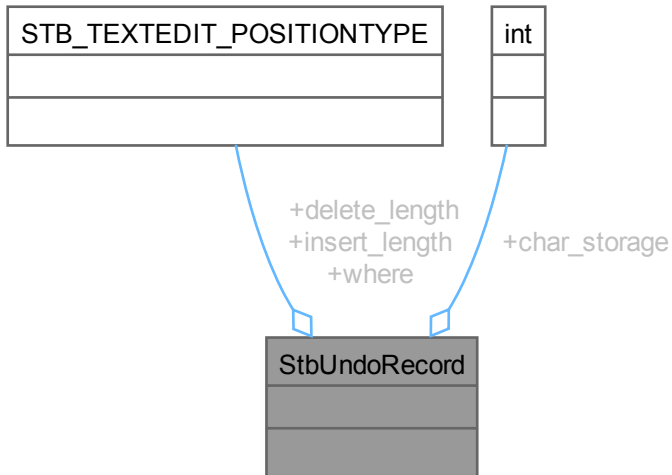 STB_TEXTEDIT_POSITIONTYPE
int
+delete_length
+insert_length
+where
+char_storage
StbUndoRecord